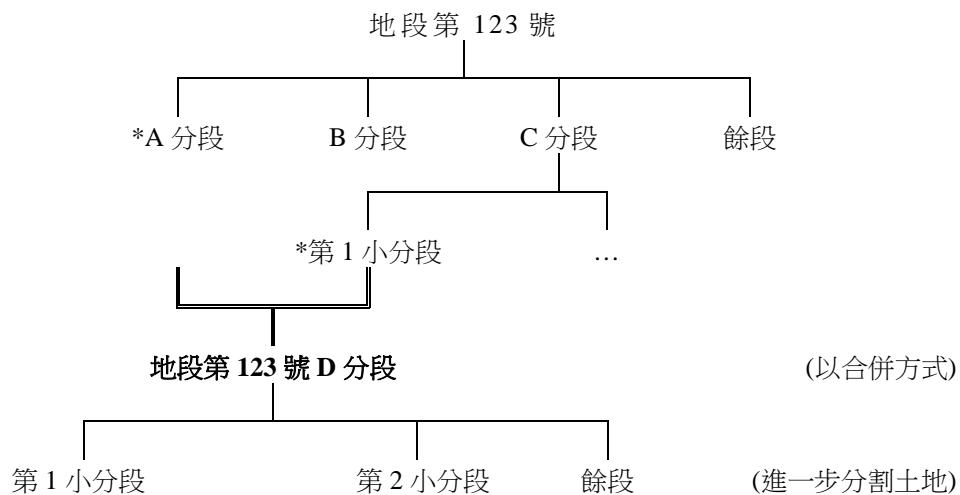 地段第 123 號
*A 分段 B 分段 C 分段 餘段
*第 1 小分段 …
地段第 123 號 D 分段 (以合併方式)
第 1 小分段 第 2 小分段 餘段 (進一步分割土地)